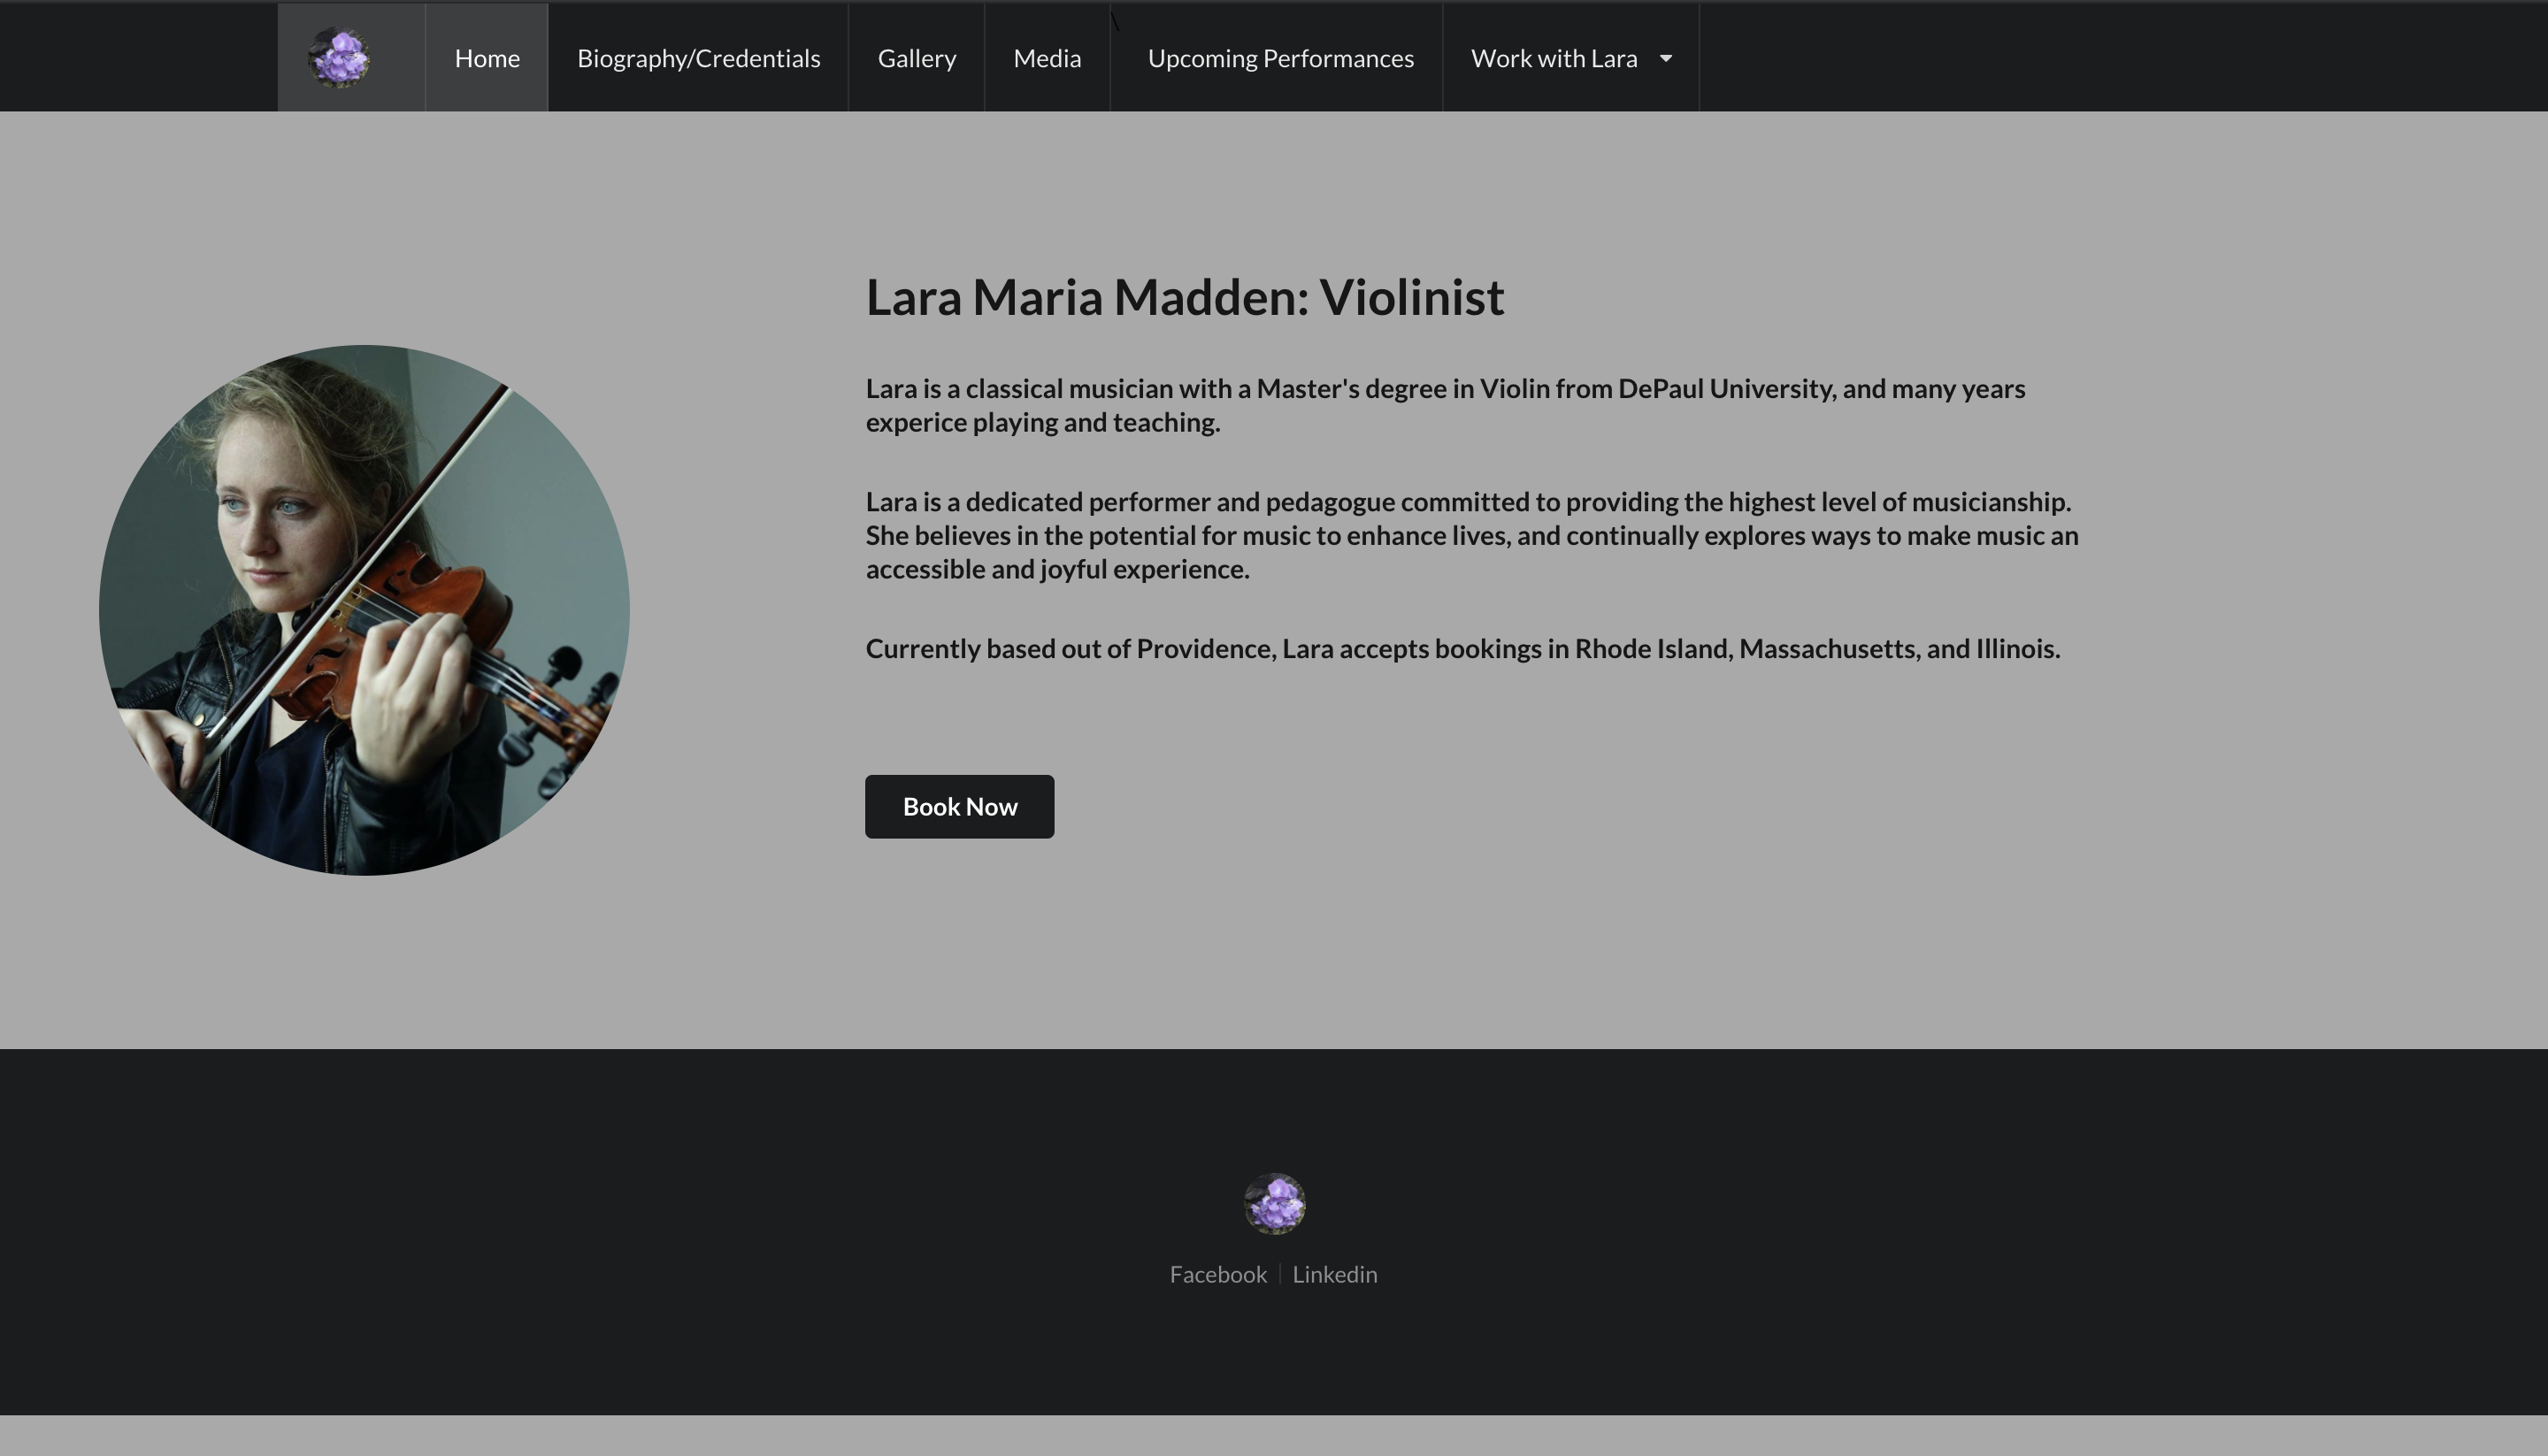 Home
Biography/Credentials
Gallery
Media
\
Upcoming Performances
Work with Lara
Lara Maria Madden: Violinist
Lara is a classical musician with a Master's degree in Violin from DePaul University, and many years
experice playing and teaching.
Lara is a dedicated performer and pedagogue committed to providing the highest level of musicianship.
She believes in the potential for music to enhance lives, and continually explores ways to make music an
accessible and joyful experience.
Currently based out of Providence, Lara accepts bookings in Rhode Island, Massachusetts, and Illinois.
Book Now
Facebook
Linkedin